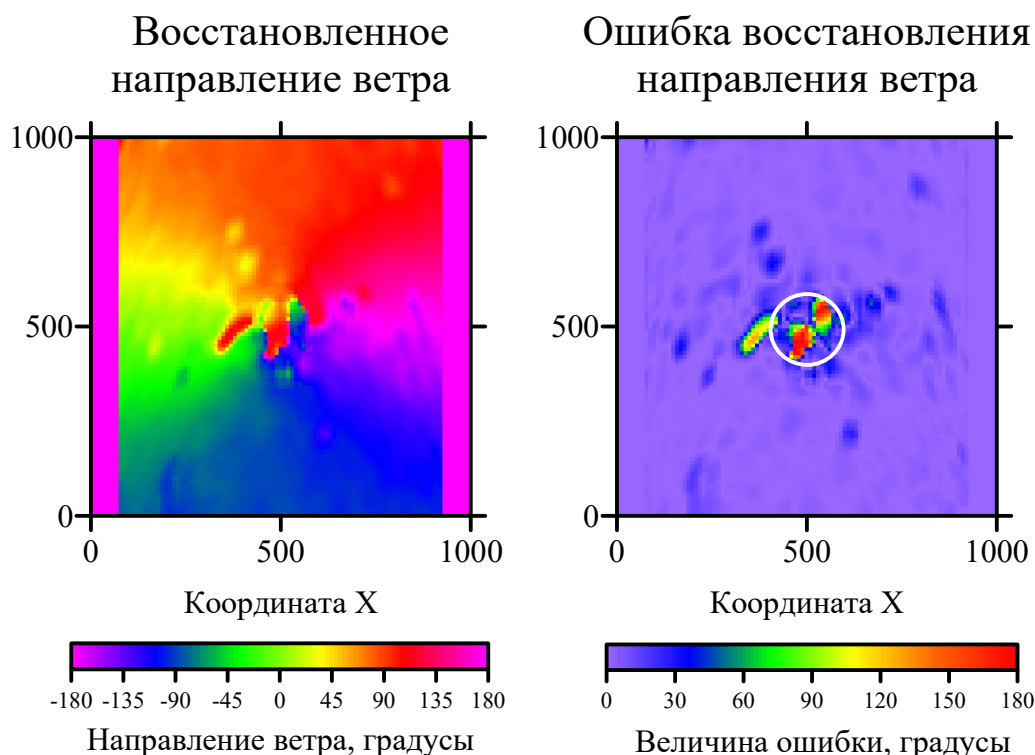 Восстановленное
направление ветра
Ошибка восстановления
направления ветра
1000
500
0
0 500 1000
Координата X
1000
500
0
0 500 1000
Координата X
-180 -135 -90 -45 0 45 90 135 180
Направление ветра, градусы
0 30 60 90 120 150 180
Величина ошибки, градусы